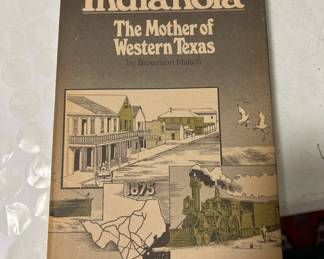 Indianola
The Mother of
Western Texas
by Brownson Malsch
1875